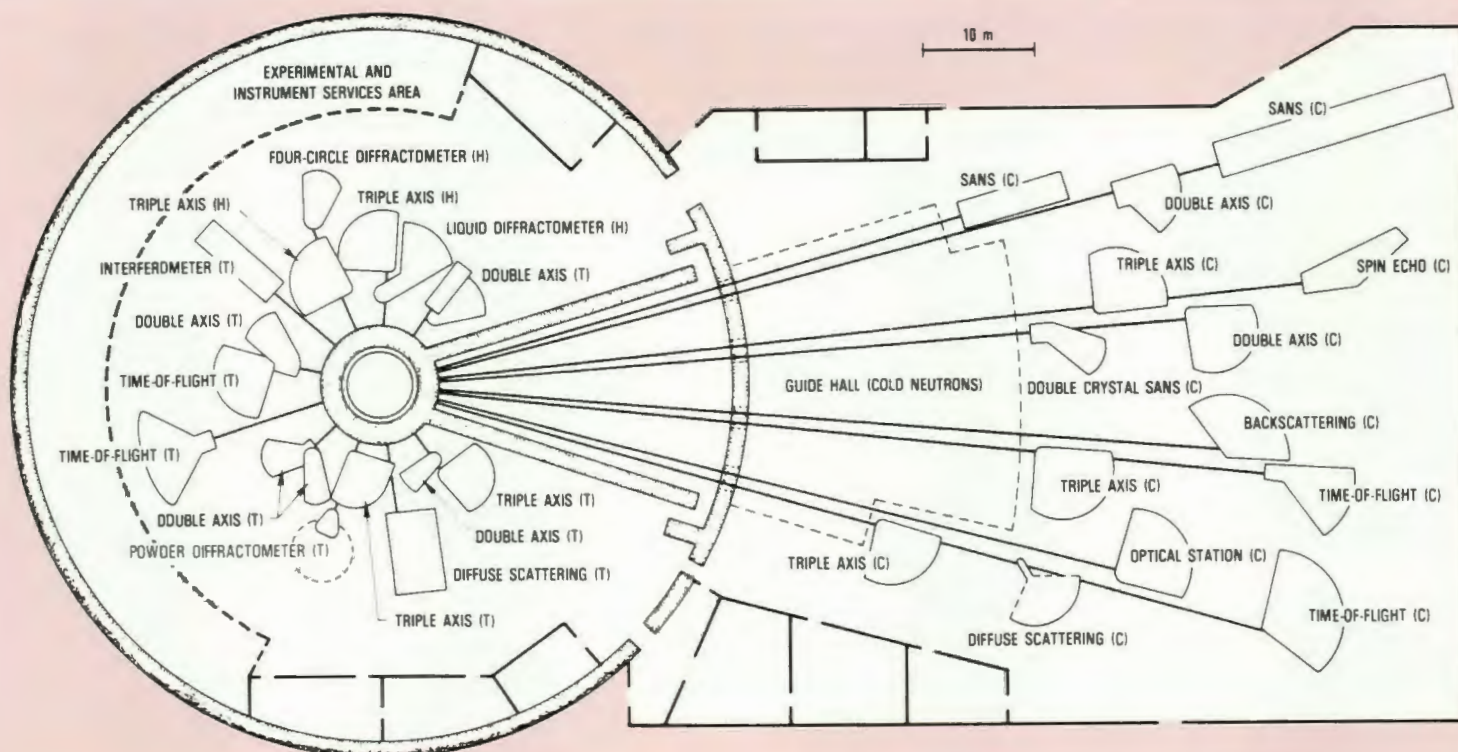 10 m
EXPERIMENTAL AND
INSTRUMENT SERVICES AREA
FOUR-CIRCLE DIFFRACTOMETER (H)
TRIPLE AXIS (H)
TRIPLE AXIS (H)
LIQUID DIFFRACTOMETER (H)
INTERFEROMETER (T)
DOUBLE AXIS (T)
DOUBLE AXIS (T)
TIME-OF-FLIGHT (T)
TIME-OF-FLIGHT (T)
DOUBLE AXIS (T)
POWDER DIFFRACTOMETER (T)
TRIPLE AXIS (T)
DOUBLE AXIS (T)
DIFFUSE SCATTERING (T)
TRIPLE AXIS (T)
SANS (C)
SANS (C)
DOUBLE AXIS (C)
TRIPLE AXIS (C)
SPIN ECHO (C)
DOUBLE AXIS (C)
GUIDE HALL (COLD NEUTRONS)
DOUBLE CRYSTAL SANS (C)
BACKSCATTERING (C)
TRIPLE AXIS (C)
TIME-OF-FLIGHT (C)
TRIPLE AXIS (C)
OPTICAL STATION (C)
DIFFUSE SCATTERING (C)
TIME-OF-FLIGHT (C)